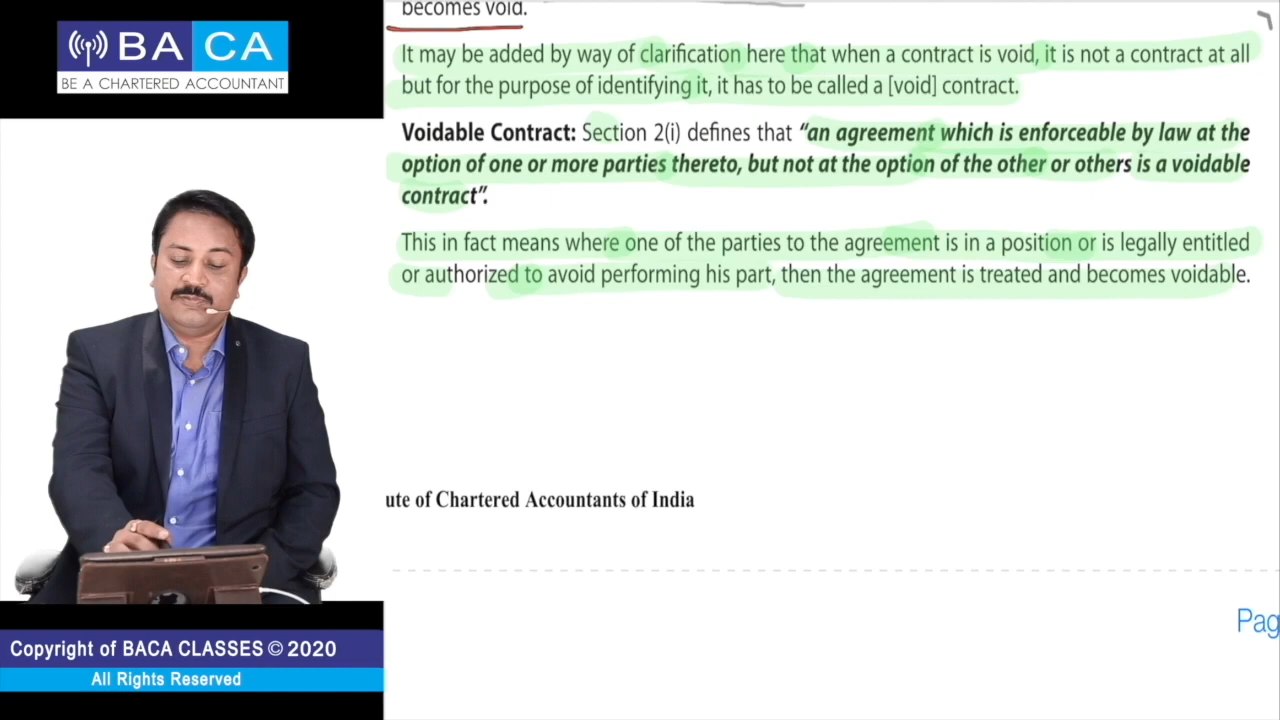 BA CA
BE A CHARTERED ACCOUNTANT
becomes void.
It may be added by way of clarification here that when a contract is void, it is not a contract at all
but for the purpose of identifying it, it has to be called a [void] contract.
Voidable Contract: Section 2(i) defines that “an agreement which is enforceable by law at the
option of one or more parties thereto, but not at the option of the other or others is a voidable
contract”.
This in fact means where one of the parties to the agreement is in a position or is legally entitled
or authorized to avoid performing his part, then the agreement is treated and becomes voidable.
ute of Chartered Accountants of India
Pag
Copyright of BACA CLASSES © 2020
All Rights Reserved